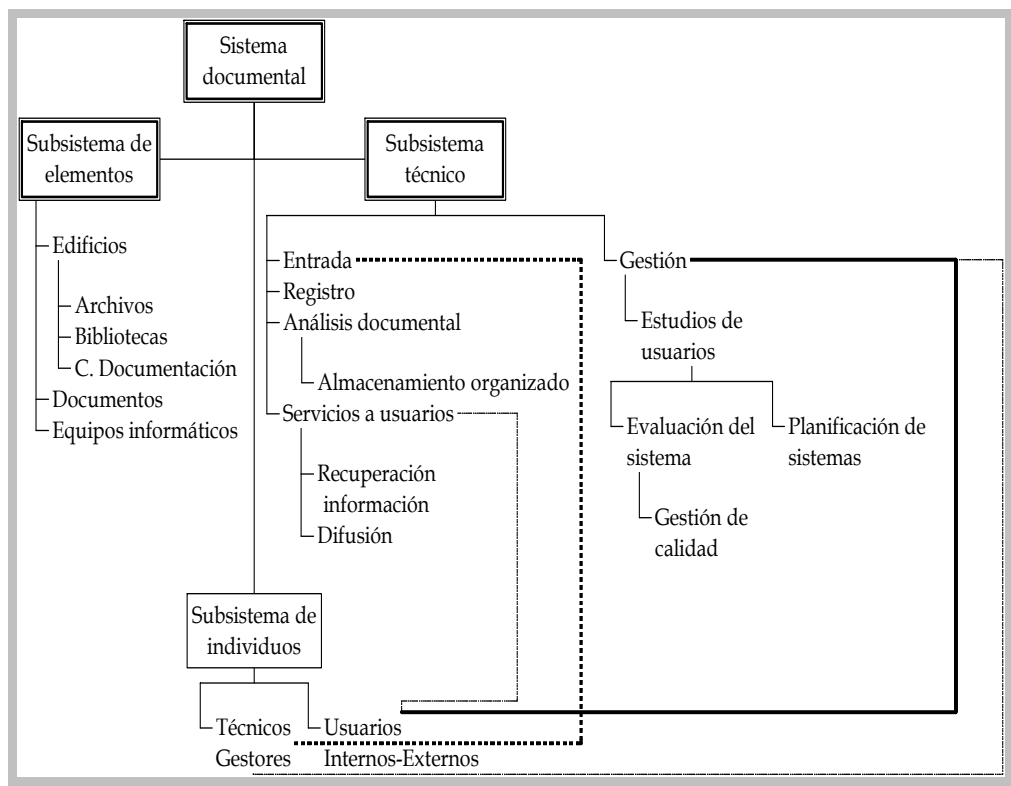 Sistema
documental
Subsistema de
elementos
Subsistema
técnico
Edificios
Archivos
Bibliotecas
C. Documentación
Documentos
Equipos informáticos
Entrada
Registro
Análisis documental
Almacenamiento organizado
Servicios a usuarios
Recuperación
información
Difusión
Gestión
Estudios de
usuarios
Evaluación del
sistema
Gestión de
calidad
Planificación de
sistemas
Subsistema de
individuos
Técnicos
Gestores
Usuarios
Internos-Externos